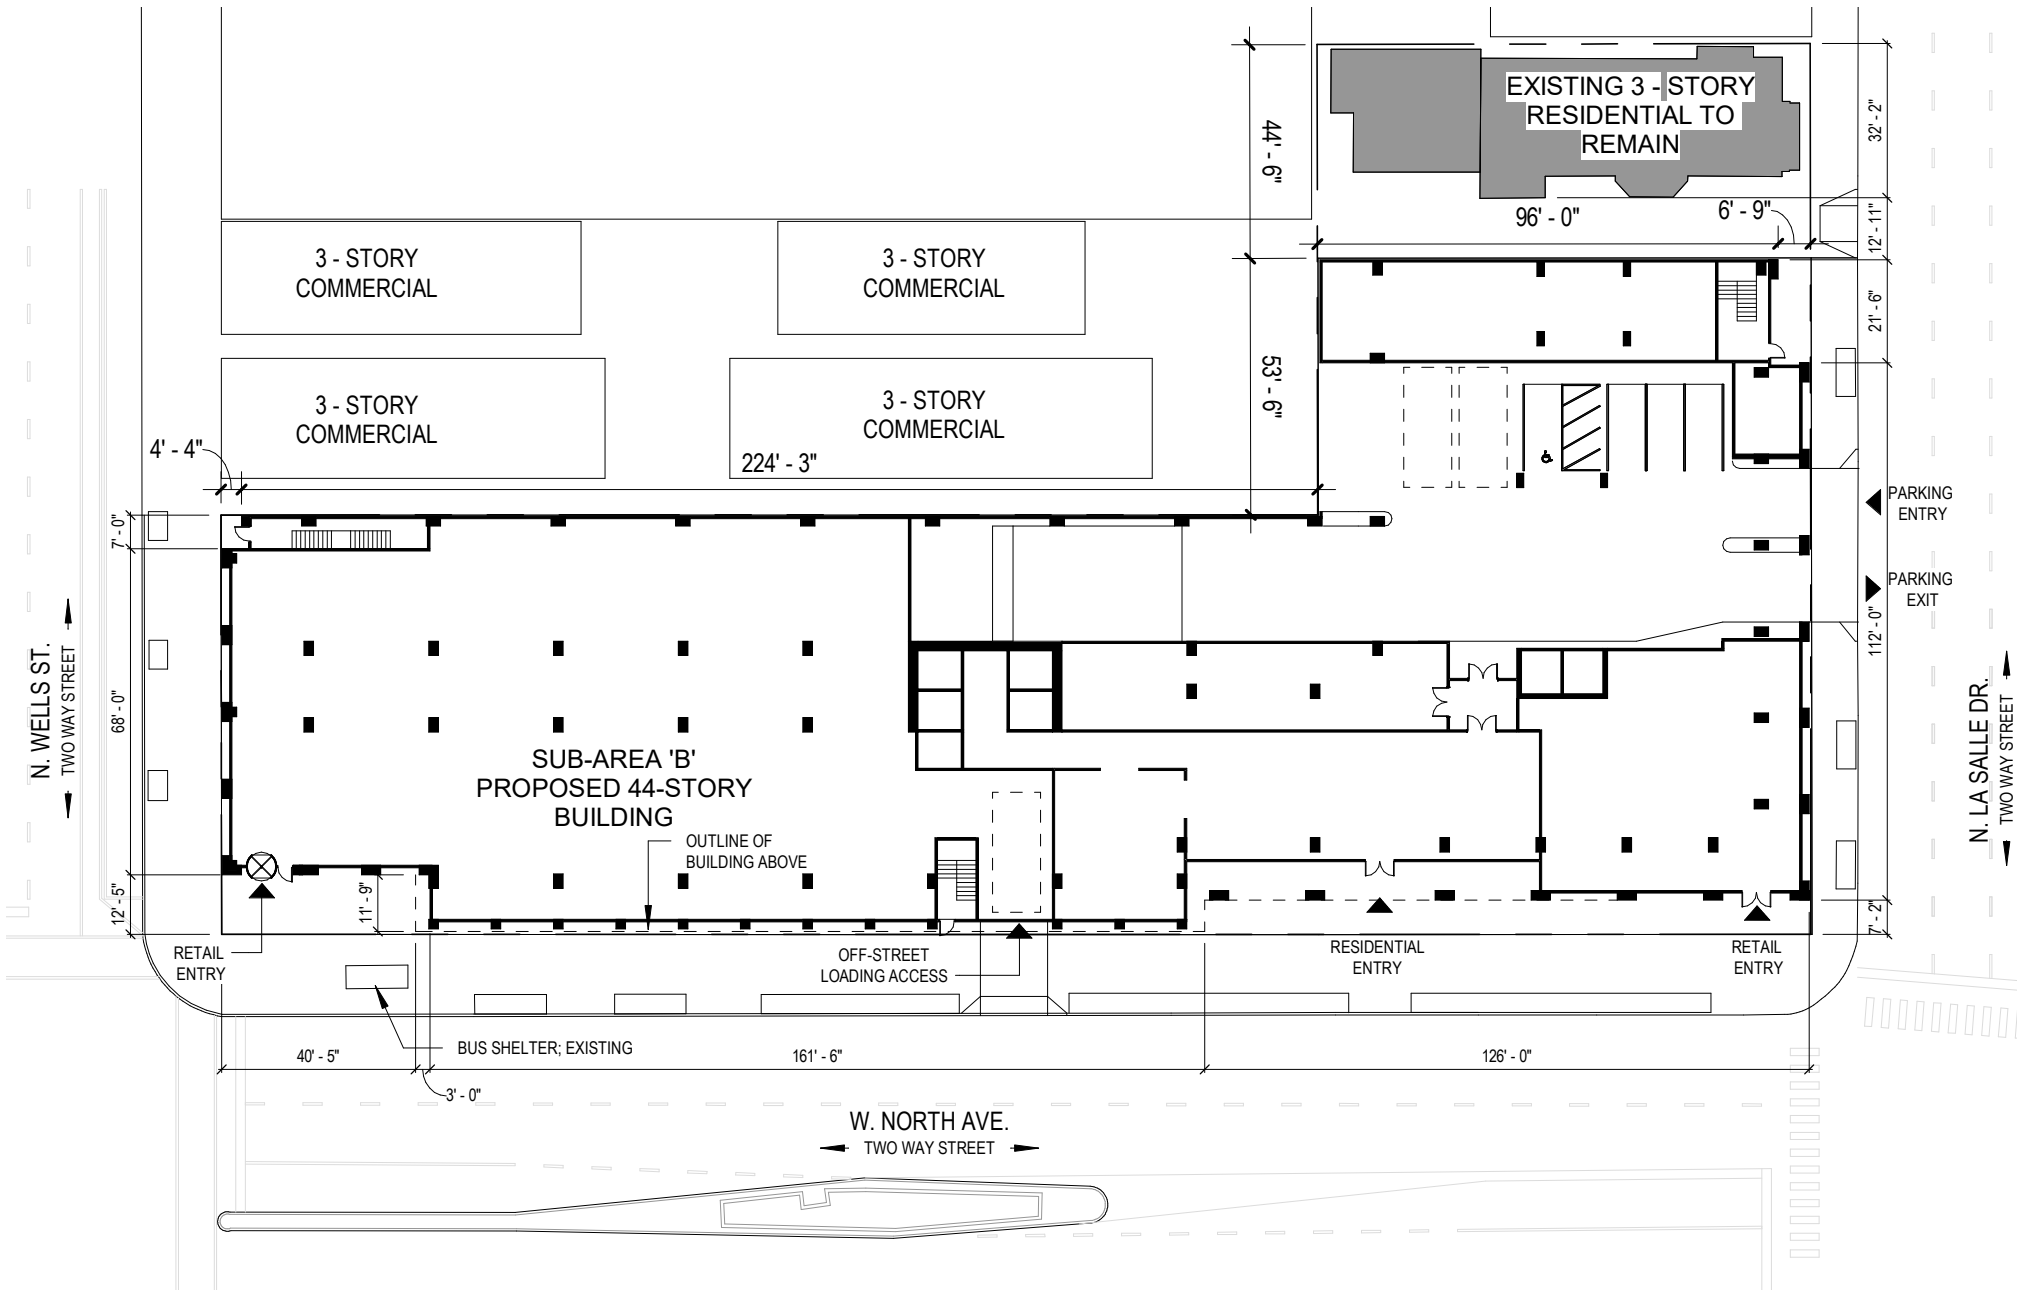 EXISTING 3 - STORY
RESIDENTIAL TO
REMAIN
44' - 6"
32' - 2"
96' - 0"
6' - 9"
12' - 11"
3 - STORY
COMMERCIAL
3 - STORY
COMMERCIAL
21' - 6"
53' - 6"
3 - STORY
COMMERCIAL
3 - STORY
COMMERCIAL
4' - 4"
224' - 3"
PARKING
ENTRY
7' - 0"
PARKING
EXIT
112' - 0"
N. WELLS ST.
TWO WAY STREET
68' - 0"
N. LA SALLE DR.
TWO WAY STREET
SUB-AREA 'B'
PROPOSED 44-STORY
BUILDING
OUTLINE OF
BUILDING ABOVE
12' - 5"
11' - 9"
7' - 2"
RETAIL
ENTRY
OFF-STREET
LOADING ACCESS
RESIDENTIAL
ENTRY
RETAIL
ENTRY
BUS SHELTER; EXISTING
40' - 5"
161' - 6"
126' - 0"
3' - 0"
W. NORTH AVE.
TWO WAY STREET